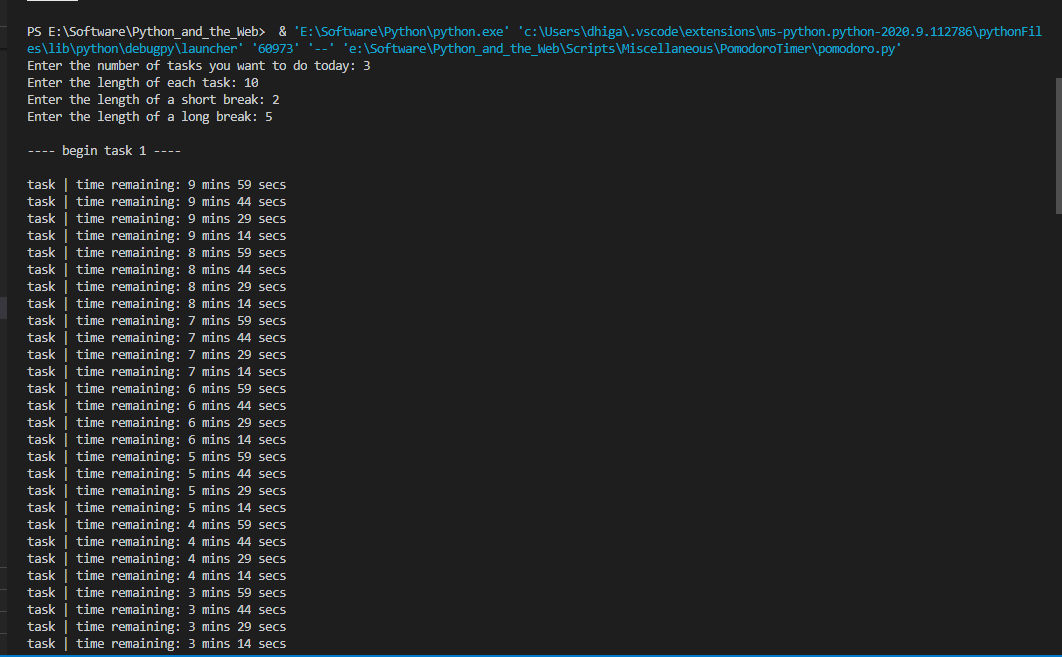 PS E:\Software\Python_and_the_Web>  & 'E:\Software\Python\python.exe' 'c:\Users\dhiga\.vscode\extensions\ms-python.python-2020.9.112786\pythonFil
es\lib\python\debugpy\launcher' '60973' '--' 'e:\Software\Python_and_the_Web\Scripts\Miscellaneous\PomodoroTimer\pomodoro.py'
Enter the number of tasks you want to do today: 3
Enter the length of each task: 10
Enter the length of a short break: 2
Enter the length of a long break: 5
---- begin task 1 ----
task | time remaining: 9 mins 59 secs
task | time remaining: 9 mins 44 secs
task | time remaining: 9 mins 29 secs
task | time remaining: 9 mins 14 secs
task | time remaining: 8 mins 59 secs
task | time remaining: 8 mins 44 secs
task | time remaining: 8 mins 29 secs
task | time remaining: 8 mins 14 secs
task | time remaining: 7 mins 59 secs
task | time remaining: 7 mins 44 secs
task | time remaining: 7 mins 29 secs
task | time remaining: 7 mins 14 secs
task | time remaining: 6 mins 59 secs
task | time remaining: 6 mins 44 secs
task | time remaining: 6 mins 29 secs
task | time remaining: 6 mins 14 secs
task | time remaining: 5 mins 59 secs
task | time remaining: 5 mins 44 secs
task | time remaining: 5 mins 29 secs
task | time remaining: 5 mins 14 secs
task | time remaining: 4 mins 59 secs
task | time remaining: 4 mins 44 secs
task | time remaining: 4 mins 29 secs
task | time remaining: 4 mins 14 secs
task | time remaining: 3 mins 59 secs
task | time remaining: 3 mins 44 secs
task | time remaining: 3 mins 29 secs
task | time remaining: 3 mins 14 secs